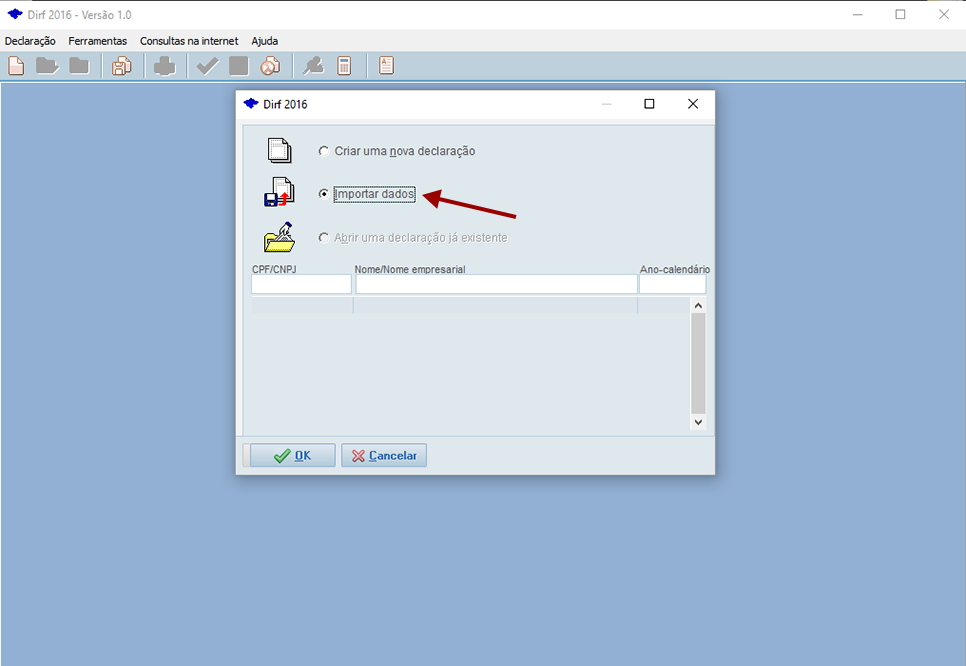 Dirf 2016 - Versão 1.0
Declaração Ferramentas Consultas na internet Ajuda
Dirf 2016
Criar uma nova declaração
Importar dados
Abrir uma declaração já existente
CPF/CNPJ Nome/Nome empresarial Ano-calendário
OK Cancelar